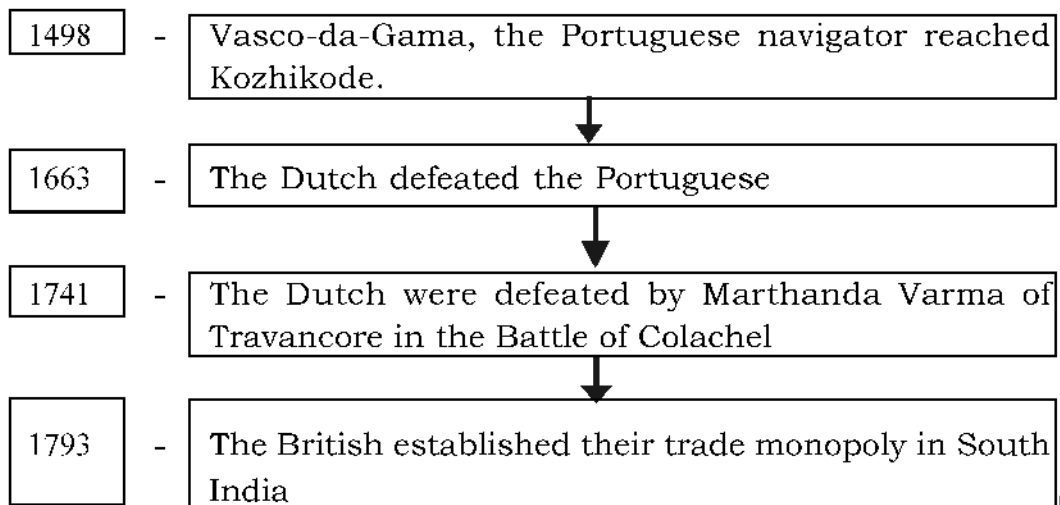 1498 - Vasco-da-Gama, the Portuguese navigator reached
Kozhikode.
1663 - The Dutch defeated the Portuguese
1741 - The Dutch were defeated by Marthanda Varma of
Travancore in the Battle of Colachel
1793 - The British established their trade monopoly in South
India